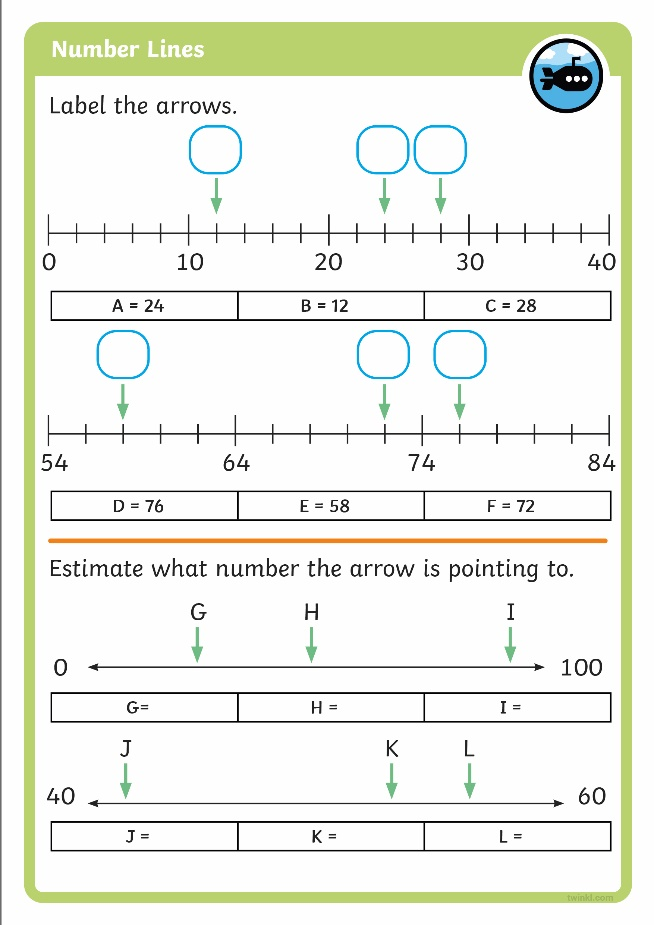 Number Lines
Label the arrows.
0 10 20 30 40
A = 24 B = 12 C = 28
54 64 74 84
D = 76 E = 58 F = 72
Estimate what number the arrow is pointing to.
G H I
0 100
G= H = I =
J K L
40 60
J = K = L =
twinkl.com